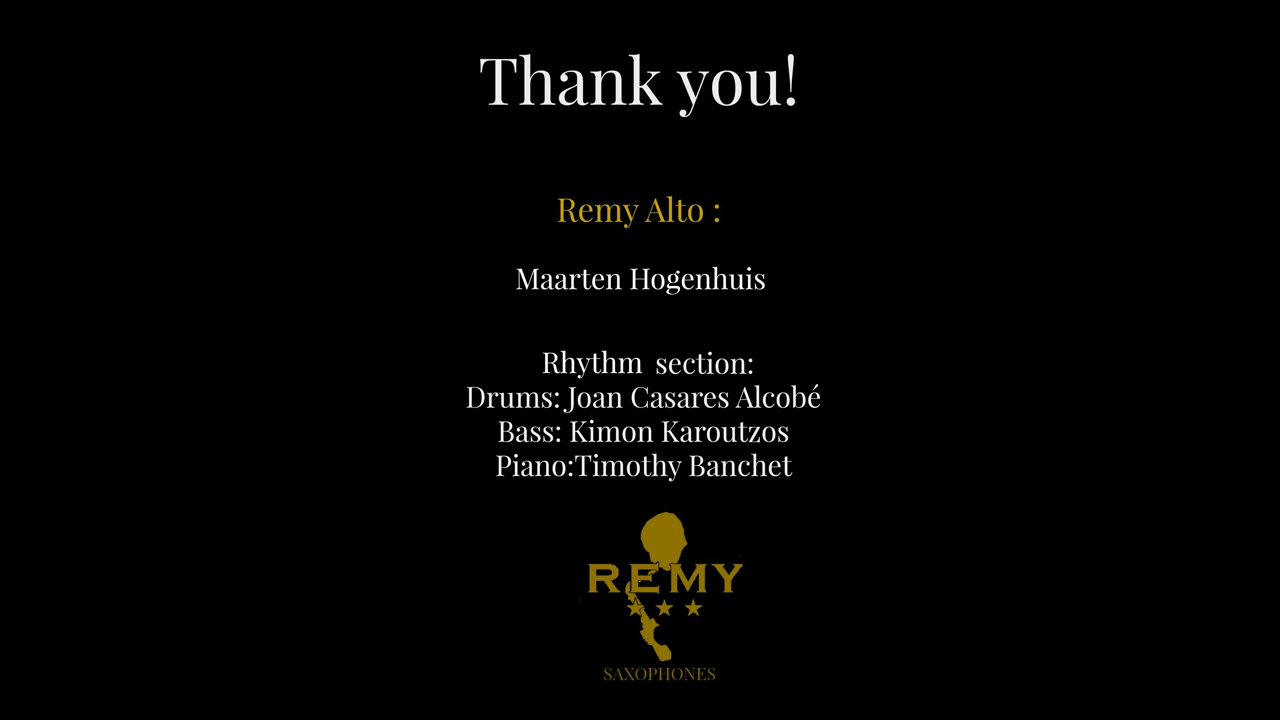 Thank you!
Remy Alto :
Maarten Hogenhuis
Rhythm section:
Drums: Joan Casares Alcobé
Bass: Kimon Karoutzos
Piano:Timothy Banchet
REMY
SAXOPHONES